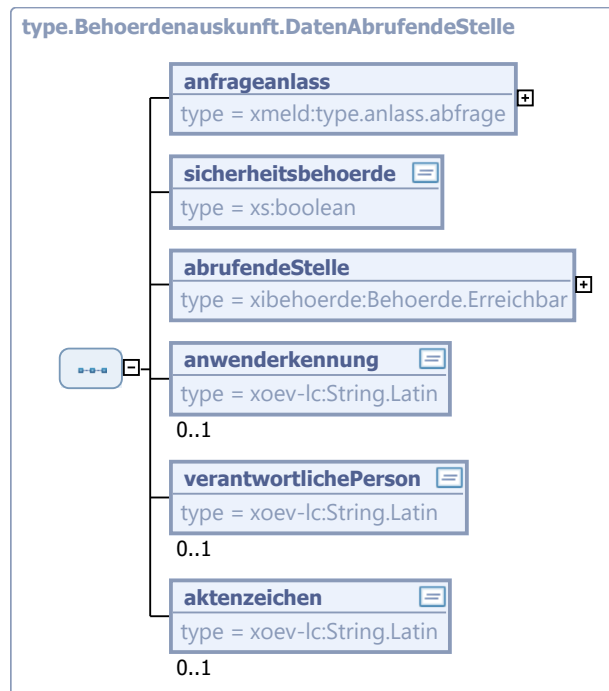 type.Behoerdenauskunft.DatenAbrufendeStelle
anfrageanlass
type = xmeld:type.anlass.abfrage
sicherheitsbehoerde
type = xs:boolean
abrufendeStelle
type = xibehoerde:Behoerde.Erreichbar
anwenderkennung
type = xoev-lc:String.Latin
0..1
verantwortlichePerson
type = xoev-lc:String.Latin
0..1
aktenzeichen
type = xoev-lc:String.Latin
0..1